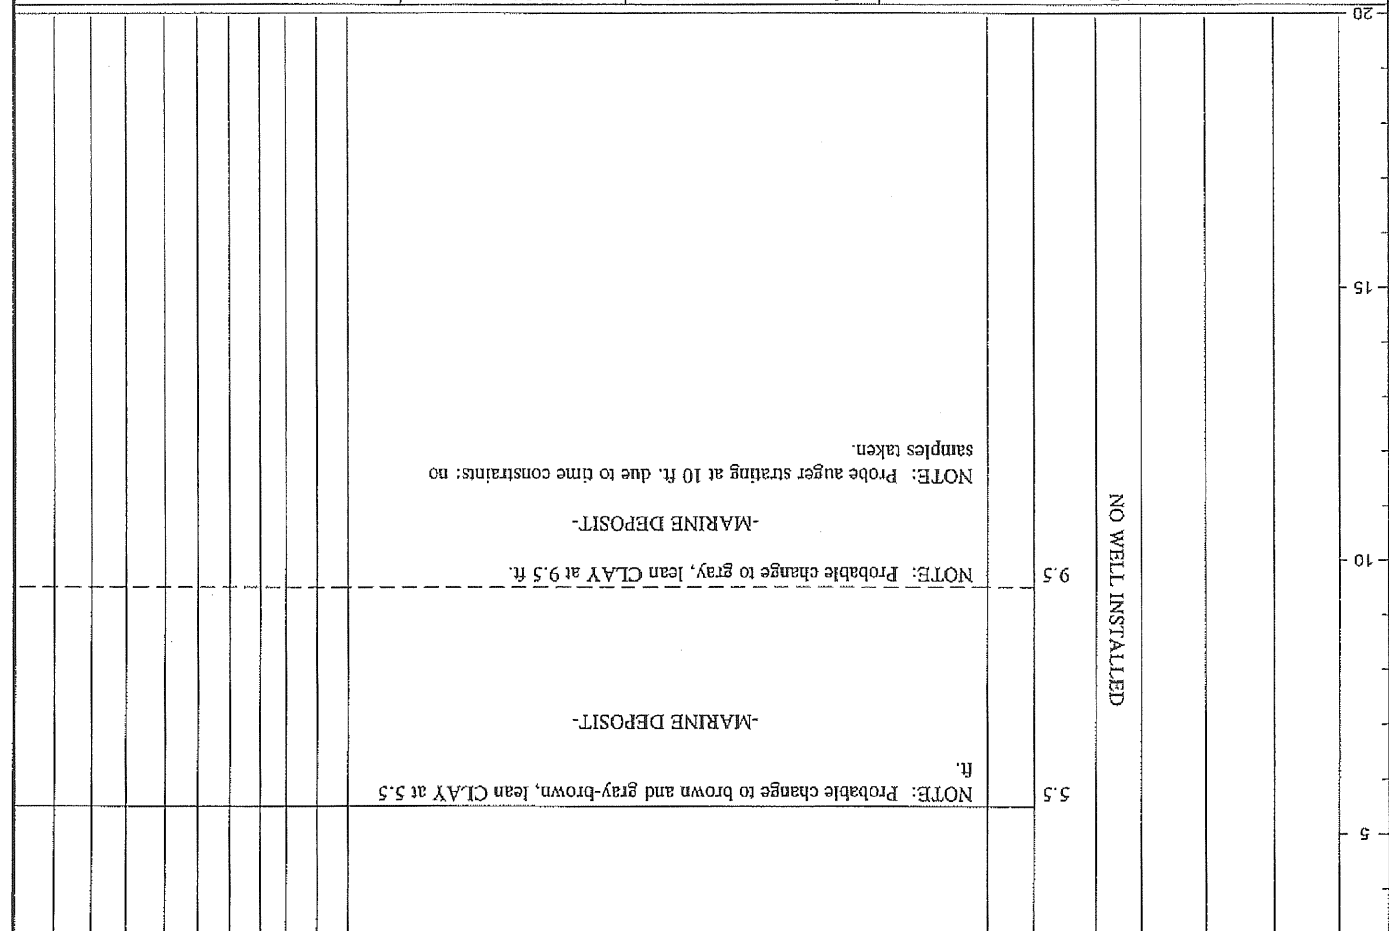 5
5.5
NOTE: Probable change to brown and gray-brown, lean CLAY at 5.5
ft.
-MARINE DEPOSIT-
NO WELL INSTALLED
9.5
NOTE: Probable change to gray, lean CLAY at 9.5 ft.
10
-MARINE DEPOSIT-
NOTE: Probe auger strating at 10 ft. due to time constraints: no
samples taken.
15
20